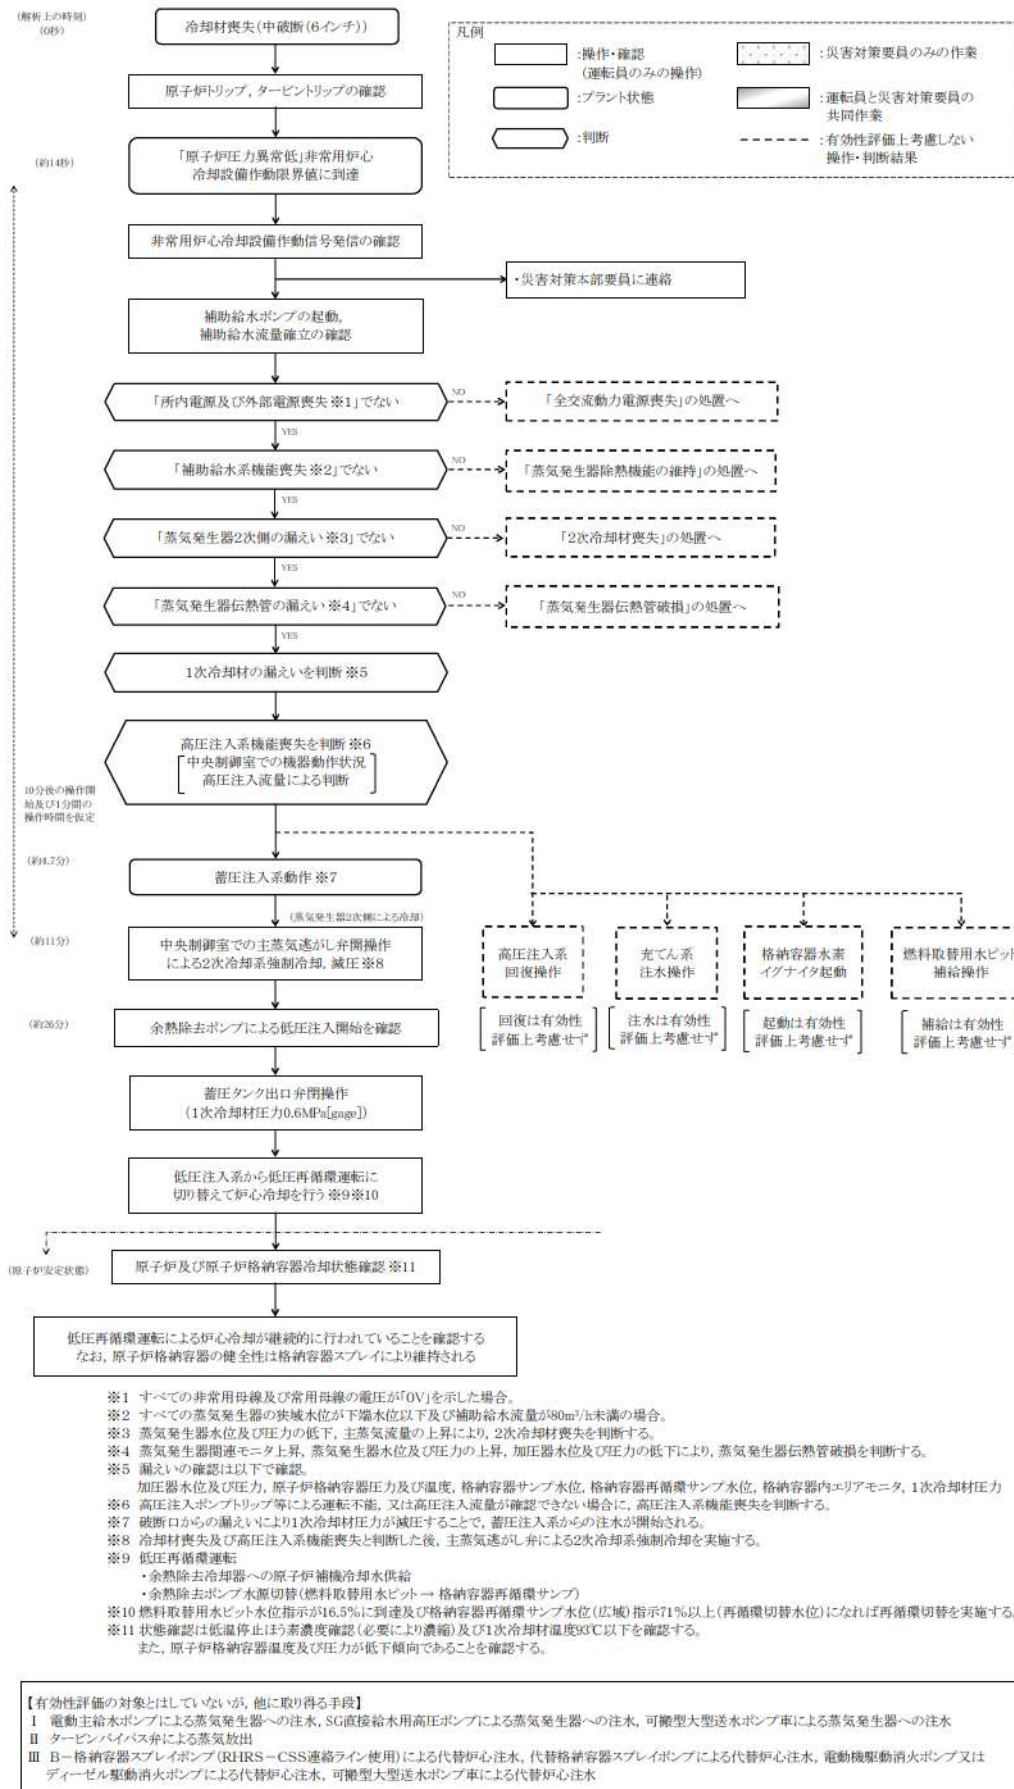 (解析上の時刻)
(0秒)
冷却材喪失(中破断(6インチ))
凡例
:操作・確認
(運転員のみの操作)
:災害対策要員のみの作業
:プラント状態
:運転員と災害対策要員の
共同作業
:判断
:有効性評価上考慮しない
操作・判断結果
原子炉トリップ，タービントリップの確認
(約14秒)
「原子炉圧力異常低」非常用炉心
冷却設備作動限界値に到達
非常用炉心冷却設備作動信号発信の確認
・災害対策本部要員に連絡
補助給水ポンプの起動，
補助給水流量確立の確認
「所内電源及び外部電源喪失※1」でない
NO
「全交流動力電源喪失」の処置へ
YES
「補助給水系機能喪失※2」でない
NO
「蒸気発生器除熱機能の維持」の処置へ
YES
「蒸気発生器2次側の漏えい※3」でない
NO
「2次冷却材喪失」の処置へ
YES
「蒸気発生器伝熱管の漏えい※4」でない
NO
「蒸気発生器伝熱管破損」の処置へ
YES
1次冷却材の漏えいを判断※5
高圧注入系機能喪失を判断※6
中央制御室での機器動作状況
高圧注入流量による判断
10分後の操作開
始及び1分間の
操作時間を仮定
(約4.7分)
蓄圧注入系動作※7
(蒸気発生器2次側による冷却)
(約11分)
中央制御室での主蒸気逃がし弁開操作
による2次冷却系強制冷却，減圧※8
高圧注入系
回復操作
充てん系
注水操作
格納容器水素
イグナイタ起動
燃料取替用水ピット
補給操作
回復は有効性
評価上考慮せず
注水は有効性
評価上考慮せず
起動は有効性
評価上考慮せず
補給は有効性
評価上考慮せず
(約26分)
余熱除去ポンプによる低圧注入開始を確認
蓄圧タンク出口弁閉操作
(1次冷却材圧力0.6MPa[gage])
低圧注入系から低圧再循環運転に
切り替えて炉心冷却を行う※9※10
(原子炉安定状態)
原子炉及び原子炉格納容器冷却状態確認※11
低圧再循環運転による炉心冷却が継続的に行われていることを確認する
なお，原子炉格納容器の健全性は格納容器スプレイにより維持される
※1 すべての非常用母線及び常用母線の電圧が「0V」を示した場合。
※2 すべての蒸気発生器の狭域水位が下端水位以下及び補助給水流量が80m³/h未満の場合。
※3 蒸気発生器水位及び圧力の低下，主蒸気流量の上昇により，2次冷却材喪失を判断する。
※4 蒸気発生器関連モニタ上昇，蒸気発生器水位及び圧力の上昇，加圧器水位及び圧力の低下により，蒸気発生器伝熱管破損を判断する。
※5 漏えいの確認は以下で確認。
加圧器水位及び圧力，原子炉格納容器圧力及び温度，格納容器サンプ水位，格納容器再循環サンプ水位，格納容器内エリアモニタ，1次冷却材圧力
※6 高圧注入ポンプトリップ等による運転不能，又は高圧注入流量が確認できない場合に，高圧注入系機能喪失を判断する。
※7 破断口からの漏えいにより1次冷却材圧力が減圧することで，蓄圧注入系からの注水が開始される。
※8 冷却材喪失及び高圧注入系機能喪失と判断した後，主蒸気逃がし弁による2次冷却系強制冷却を実施する。
※9 低圧再循環運転
・余熱除去冷却器への原子炉補機冷却水供給
・余熱除去ポンプ水源切替(燃料取替用水ピット→格納容器再循環サンプ)
※10 燃料取替用水ピット水位指示が16.5%に到達及び格納容器再循環サンプ水位(広域)指示71%以上(再循環切替水位)になれば再循環切替を実施する。
※11 状態確認は低温停止ほう素濃度確認(必要により濃縮)及び1次冷却材温度93℃以下を確認する。
また，原子炉格納容器温度及び圧力が低下傾向であることを確認する。
【有効性評価の対象とはしていないが，他に取り得る手段】
Ⅰ 電動主給水ポンプによる蒸気発生器への注水，SG直接給水用高圧ポンプによる蒸気発生器への注水，可搬型大型送水ポンプ車による蒸気発生器への注水
Ⅱ タービンバイパス弁による蒸気放出
Ⅲ B－格納容器スプレイポンプ(RHRS－CSS連絡ライン使用)による代替炉心注水，代替格納容器スプレイポンプによる代替炉心注水，電動機駆動消火ポンプ又は
ディーゼル駆動消火ポンプによる代替炉心注水，可搬型大型送水ポンプ車による代替炉心注水